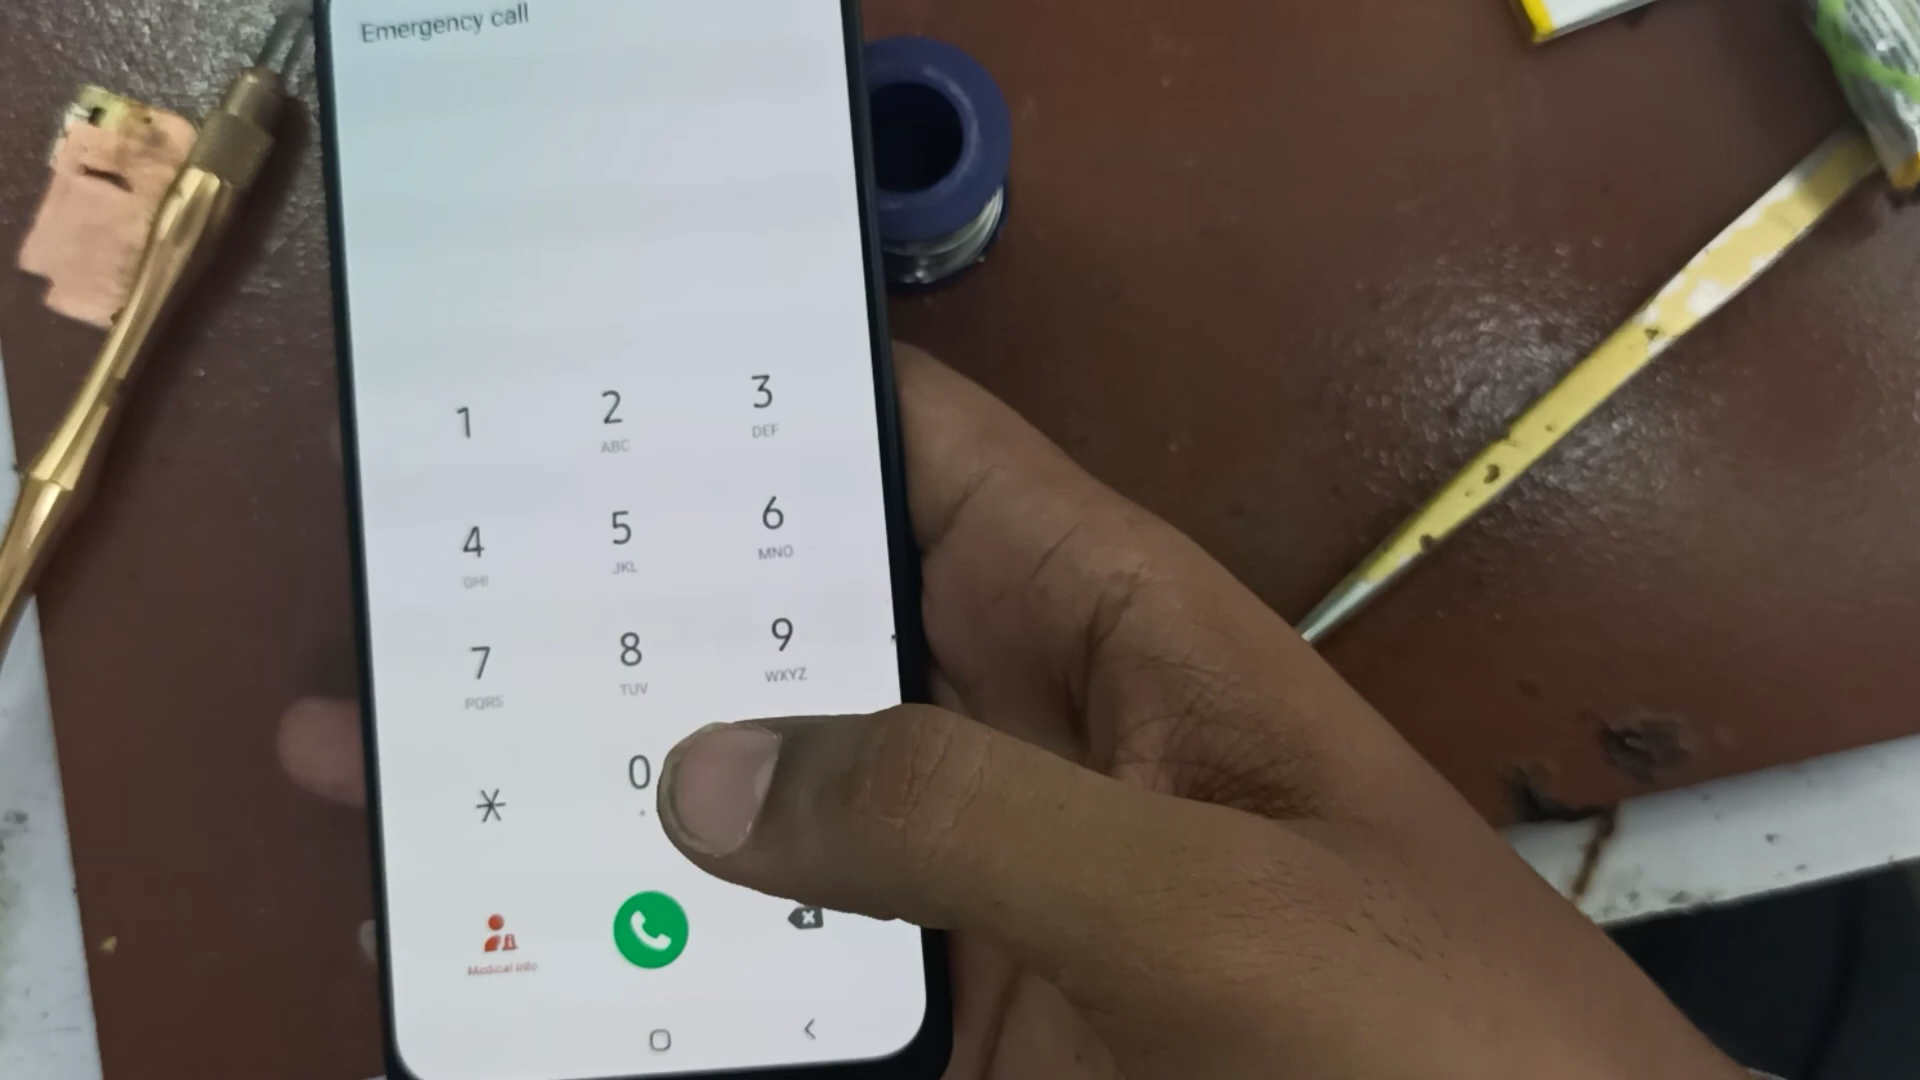 Emergency call
1 2 3
ABC DEF
4 5 6
GHI JKL MNO
7 8 9
PQRS TUV WXYZ
* 0
+
Medical info